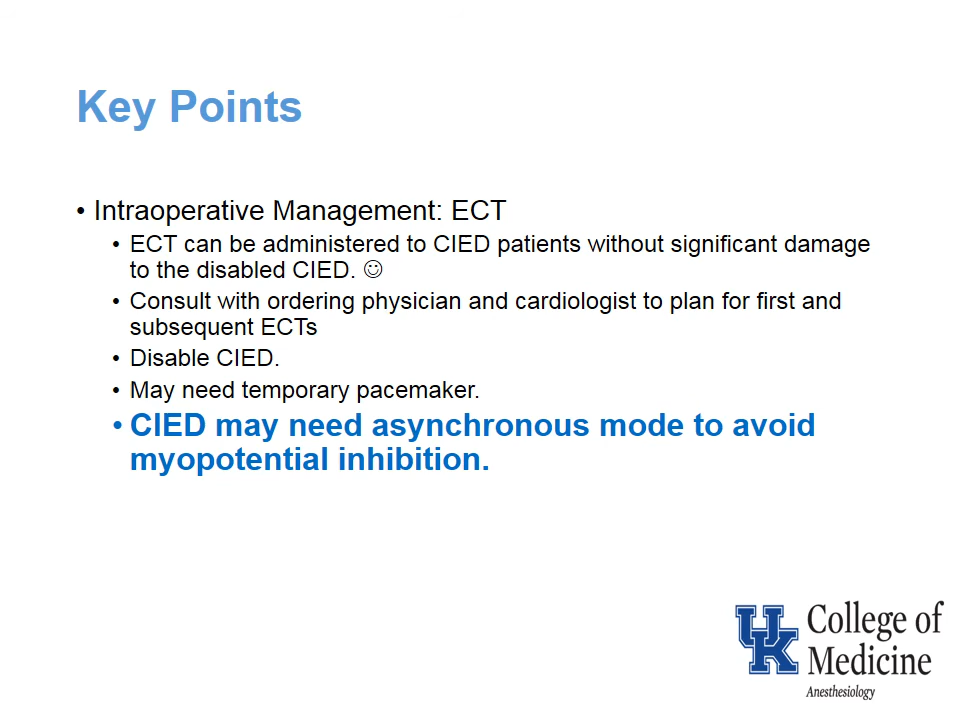 Key Points
• Intraoperative Management: ECT
• ECT can be administered to CIED patients without significant damage
to the disabled CIED. ☺
• Consult with ordering physician and cardiologist to plan for first and
subsequent ECTs
• Disable CIED.
• May need temporary pacemaker.
• CIED may need asynchronous mode to avoid
myopotential inhibition.
UK
College of
Medicine
Anesthesiology